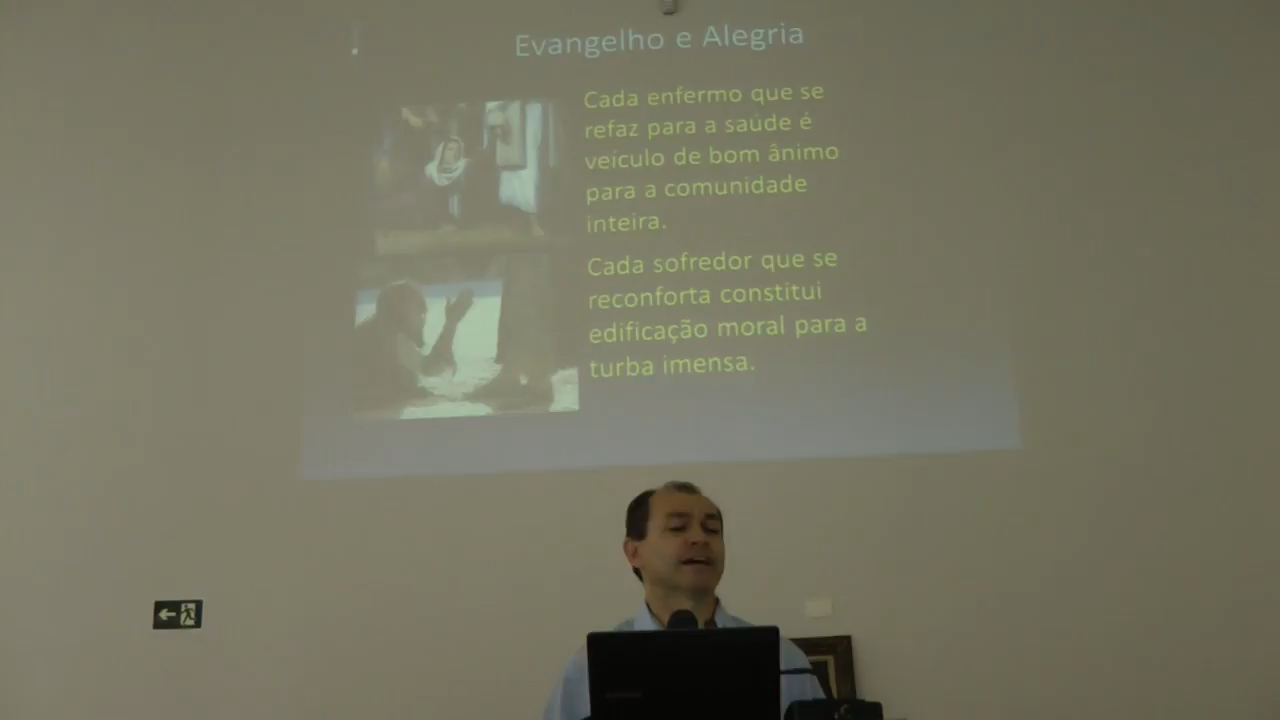 Evangelho e Alegria
Cada enfermo que se
refaz para a saúde é
veículo de bom ânimo
para a comunidade
inteira.
Cada sofredor que se
reconforta constitui
edificação moral para a
turba imensa.